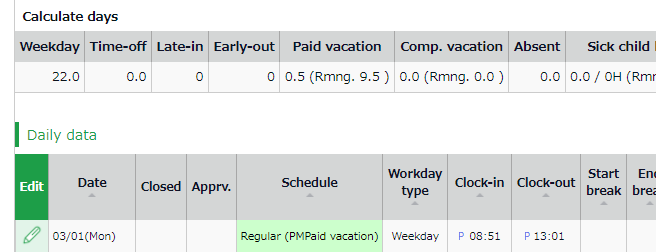 Calculate days
Weekday Time-off Late-in Early-out Paid vacation Comp. vacation Absent Sick child
22.0 0.0 0 0 0.5 (Rmng. 9.5 ) 0.0 (Rmng. 0.0 ) 0.0 0.0 / 0H (Rm
Daily data
Edit Date Closed Apprv. Schedule Workday type Clock-in Clock-out Start break
03/01(Mon) Regular (PMPaid vacation) Weekday P 08:51 P 13:01